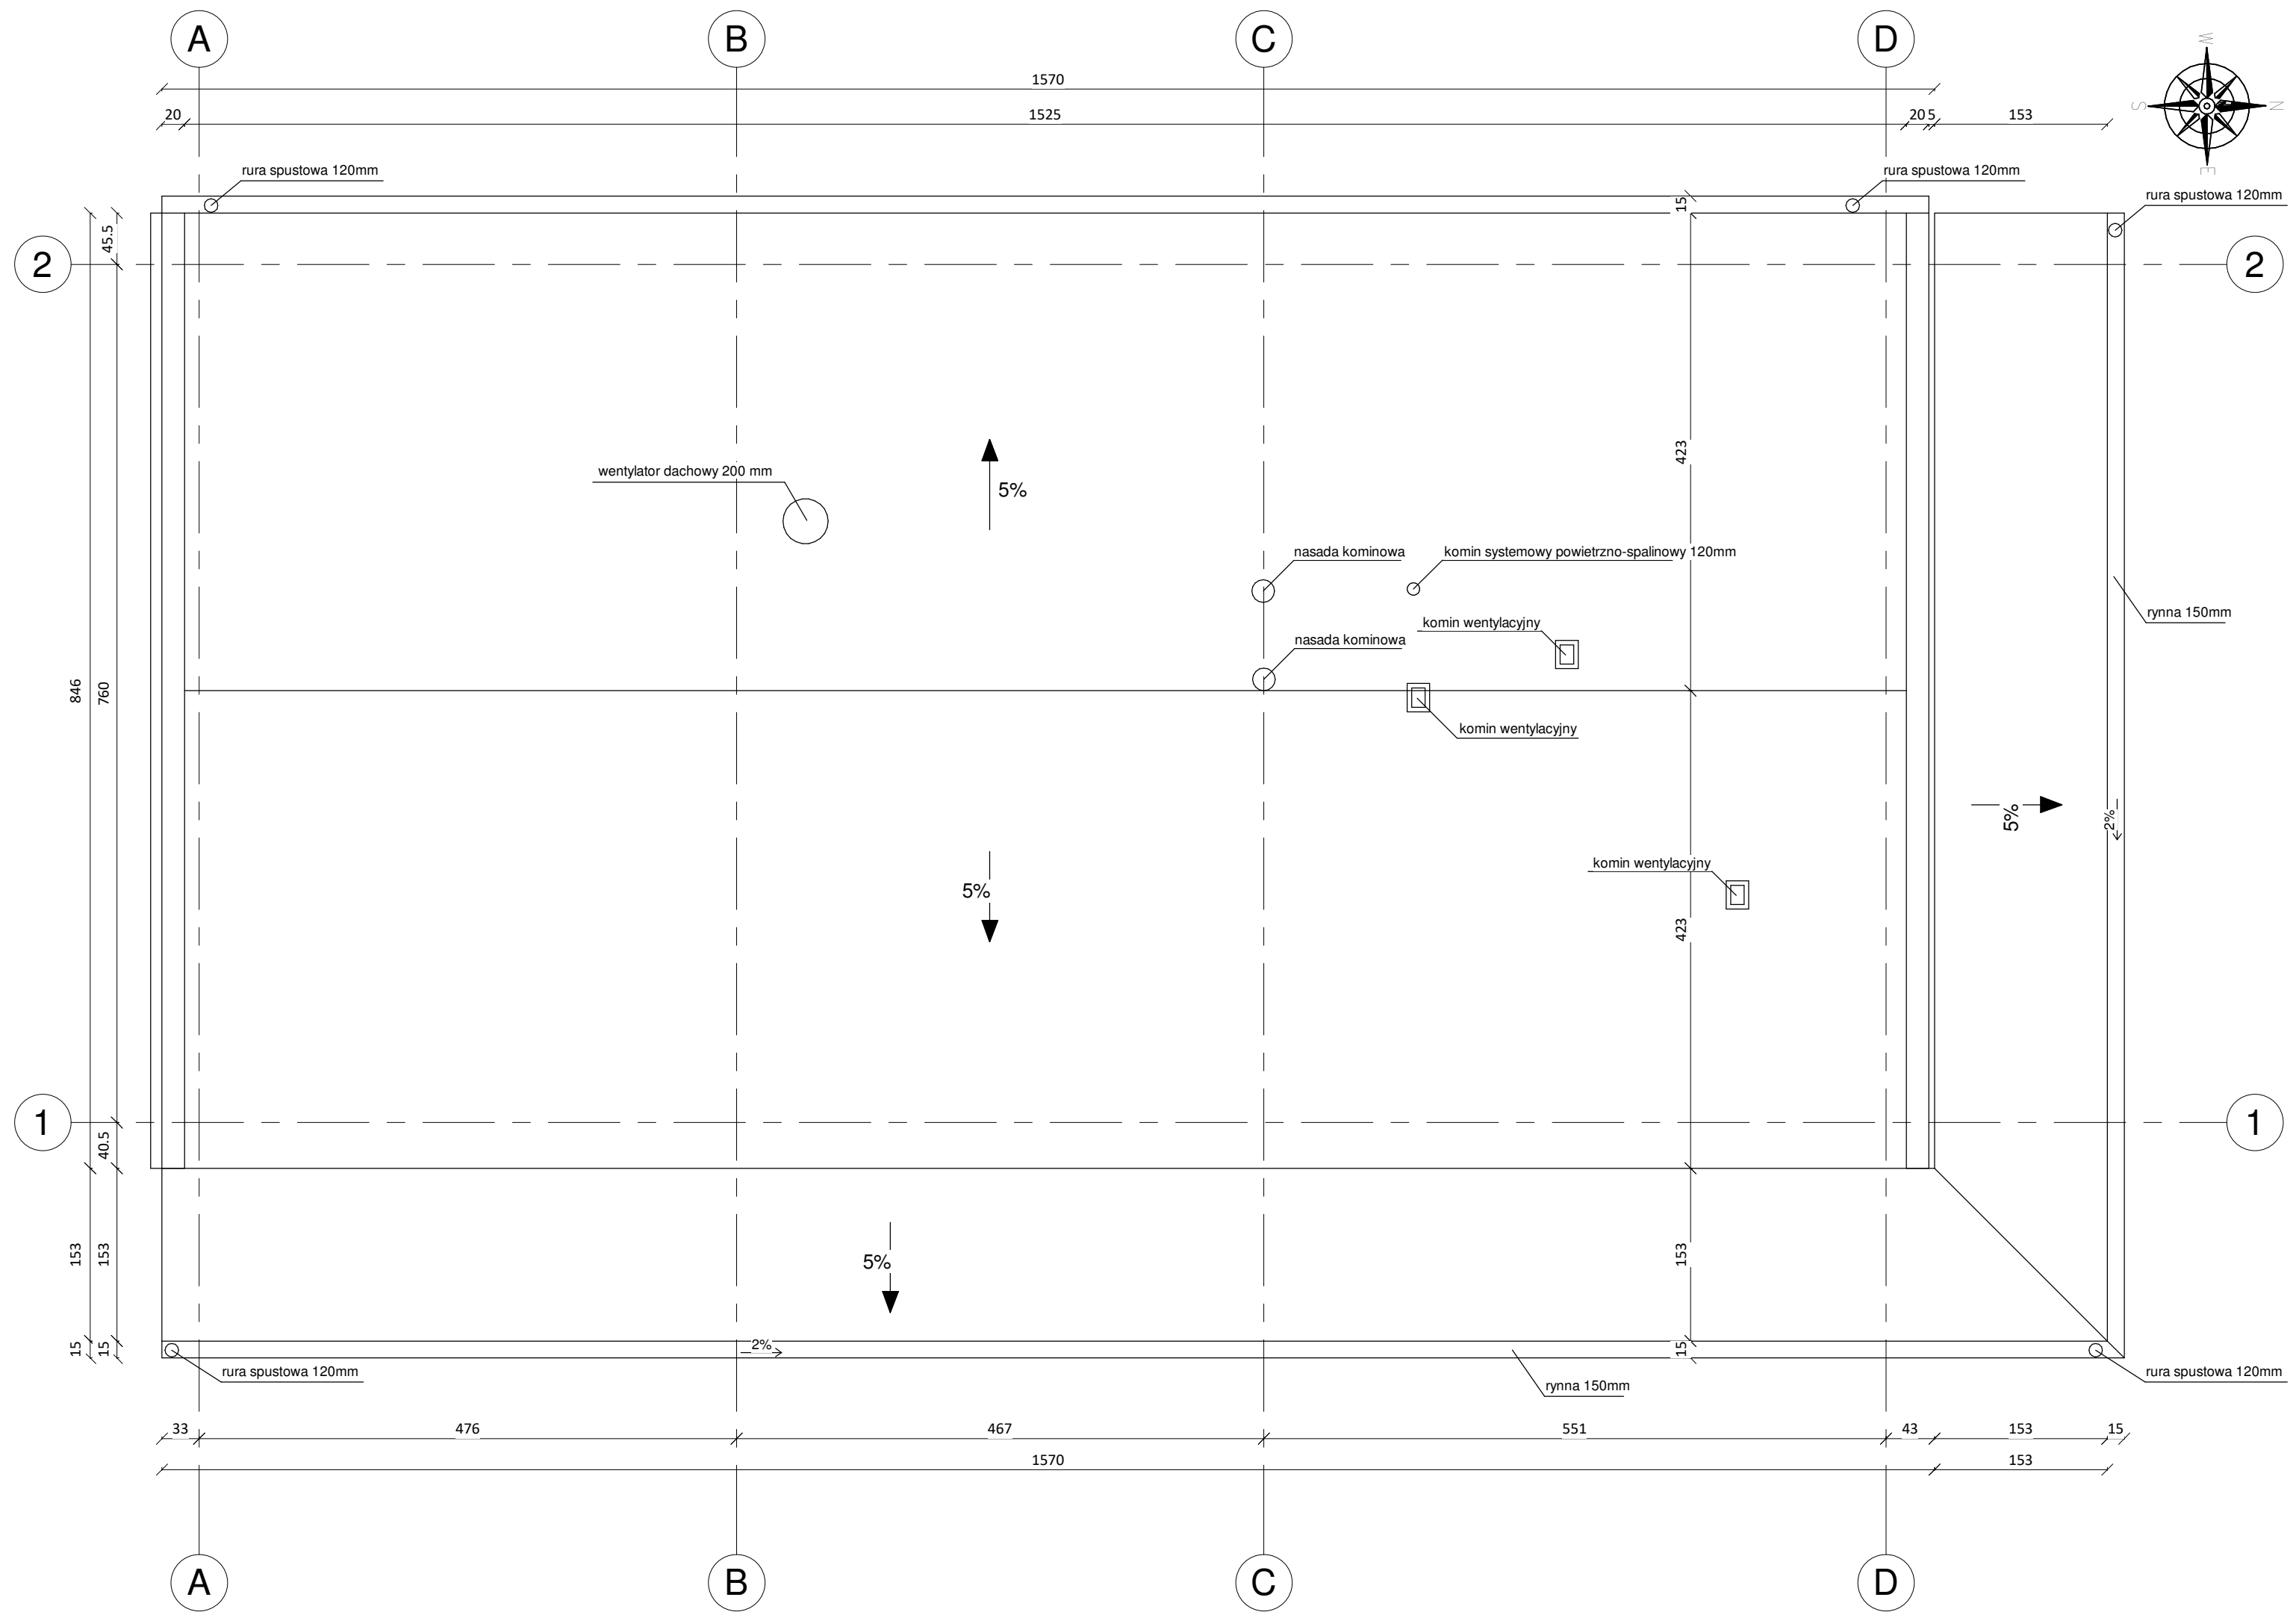 A
B
C
D
W
S
N
E
1570
20
1525
20
5
153
rura spustowa 120mm
rura spustowa 120mm
rura spustowa 120mm
15
45.5
2
2
423
wentylator dachowy 200 mm
5%
nasada kominowa
komin systemowy powietrzno-spalinowy 120mm
rynna 150mm
komin wentylacyjny
nasada kominowa
846
760
komin wentylacyjny
5%
2%
komin wentylacyjny
5%
423
1
1
40.5
153
153
5%
153
15
15
2%
15
rura spustowa 120mm
rynna 150mm
rura spustowa 120mm
33
476
467
551
43
153
15
1570
153
A
B
C
D